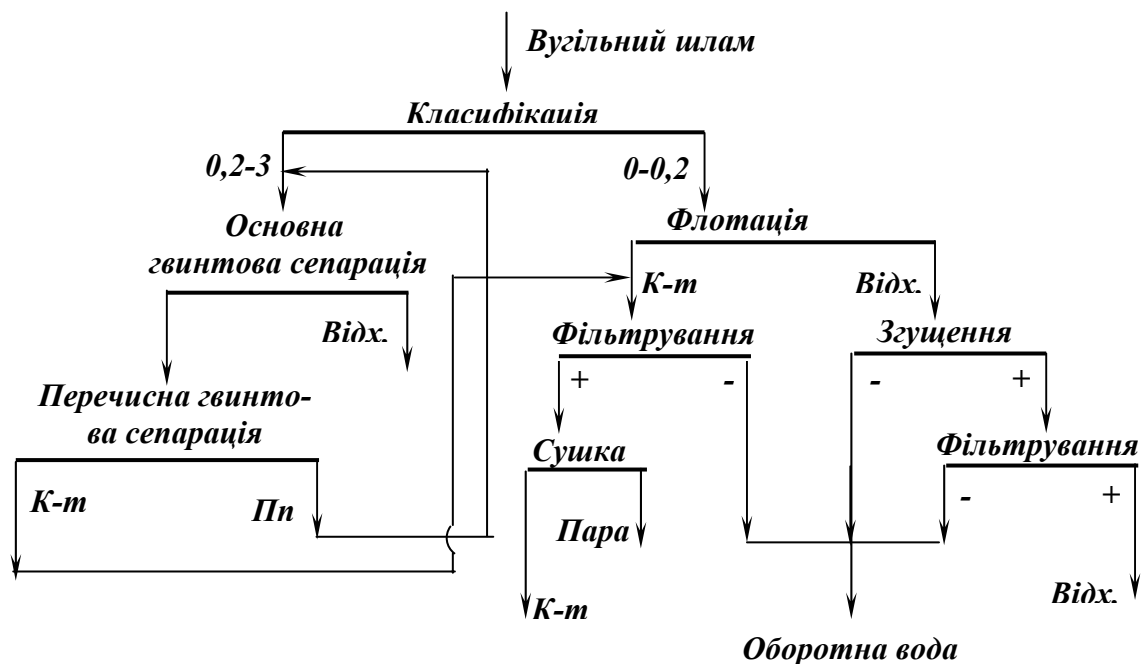 Вугільний шлам
Класифікація
0,2-3
0-0,2
Основна
гвинтова сепарація
Флотація
К-т
Відх.
Відх.
Фільтрування
Згущення
+
-
-
+
Перечисна гвинто-
ва сепарація
Сушка
Фільтрування
К-т
Пп
Пара
-
+
К-т
Відх.
Оборотна вода